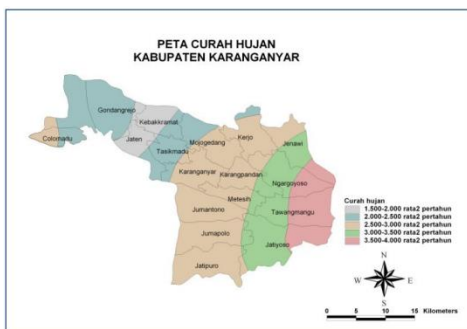 PETA CURAH HUJAN
KABUPATEN KARANGANYAR
Gondangrejo
Kebakkramat
Colomadu
Jaten
Tasikmadu
Mojogedang
Kerjo
Jenawi
Karanganyar
Karangpandan
Ngargoyoso
Matesih
Jumantono
Tawangmangu
Jumapolo
Jatiyoso
Jatipuro
Curah hujan
1.500-2.000 rata2 pertahun
2.000-2.500 rata2 pertahun
2.500-3.000 rata2 pertahun
3.000-3.500 rata2 pertahun
3.500-4.000 rata2 pertahun
N
W E
S
0 5 10 15 Kilometers